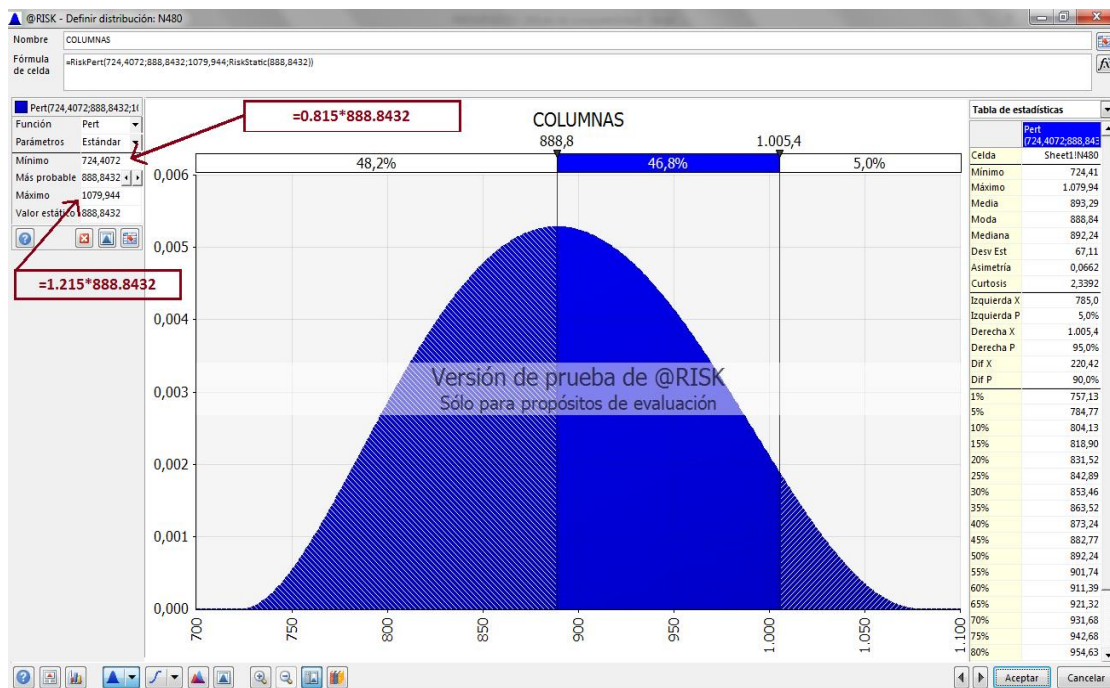 @RISK - Definir distribución: N480
Nombre COLUMNAS
Fórmula de celda =RiskPert(724,4072;888,8432;1079,944;RiskStatic(888,8432))
Pert(724,4072;888,8432;1(
Función Pert
Parámetros Estándar
Mínimo 724,4072
Más probable 888,8432
Máximo 1079,944
Valor estático 888,8432
=0.815*888.8432
=1.215*888.8432
COLUMNAS
888,8 1.005,4
48,2% 46,8% 5,0%
0,006
0,005
0,004
0,003
0,002
0,001
0,000
700 750 800 850 900 950 1.000 1.050 1.100
Versión de prueba de @RISK
Sólo para propósitos de evaluación
Tabla de estadísticas
Pert
(724,4072;888,843
Celda Sheet1!N480
Mínimo 724,41
Máximo 1.079,94
Media 893,29
Moda 888,84
Mediana 892,24
Desv Est 67,11
Asimetría 0,0662
Curtosis 2,3392
Izquierda X 785,0
Izquierda P 5,0%
Derecha X 1.005,4
Derecha P 95,0%
Dif X 220,42
Dif P 90,0%
1% 757,13
5% 784,77
10% 804,13
15% 818,90
20% 831,52
25% 842,89
30% 853,46
35% 863,52
40% 873,24
45% 882,77
50% 892,24
55% 901,74
60% 911,39
65% 921,32
70% 931,68
75% 942,68
80% 954,63
Aceptar Cancelar